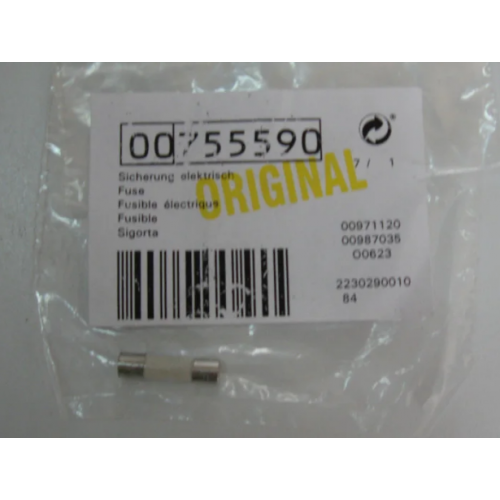 00755590
7 / 1
Sicherung elektrisch
Fuse
Fusible électrique
Fusible
Sigorta
ORIGINAL
00971120
00987035
00623
2230290010
84